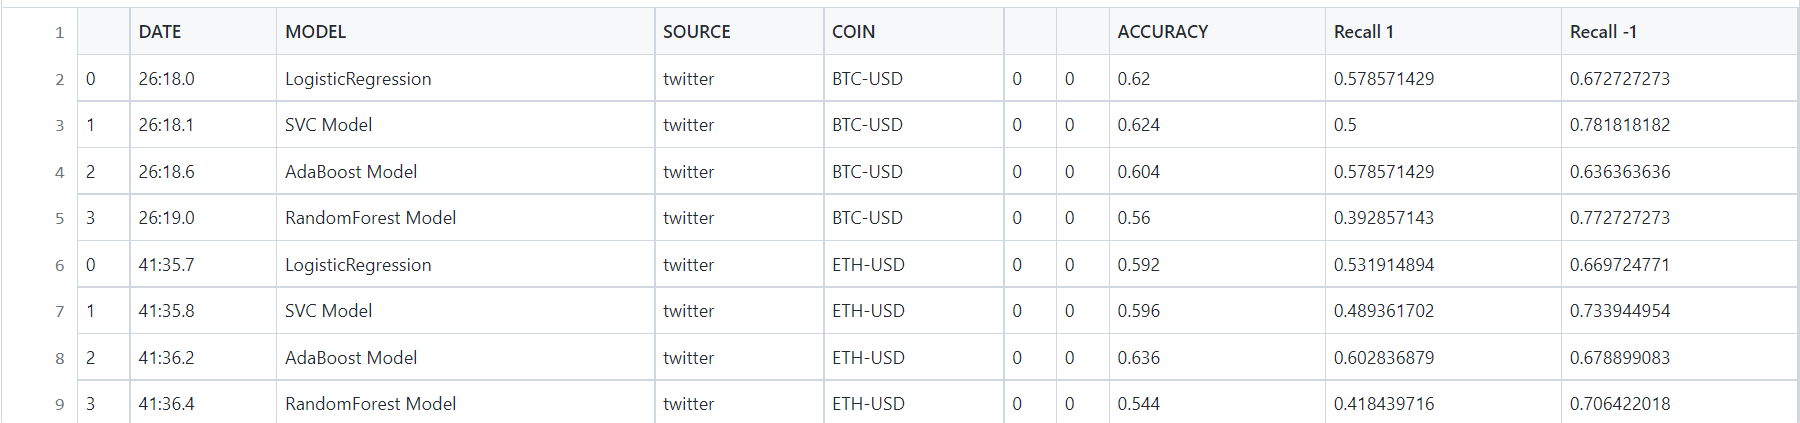 1 DATE MODEL SOURCE COIN ACCURACY Recall 1 Recall -1
2 0 26:18.0 LogisticRegression twitter BTC-USD 0 0 0.62 0.578571429 0.672727273
3 1 26:18.1 SVC Model twitter BTC-USD 0 0 0.624 0.5 0.781818182
4 2 26:18.6 AdaBoost Model twitter BTC-USD 0 0 0.604 0.578571429 0.636363636
5 3 26:19.0 RandomForest Model twitter BTC-USD 0 0 0.56 0.392857143 0.772727273
6 0 41:35.7 LogisticRegression twitter ETH-USD 0 0 0.592 0.531914894 0.669724771
7 1 41:35.8 SVC Model twitter ETH-USD 0 0 0.596 0.489361702 0.733944954
8 2 41:36.2 AdaBoost Model twitter ETH-USD 0 0 0.636 0.602836879 0.678899083
9 3 41:36.4 RandomForest Model twitter ETH-USD 0 0 0.544 0.418439716 0.706422018